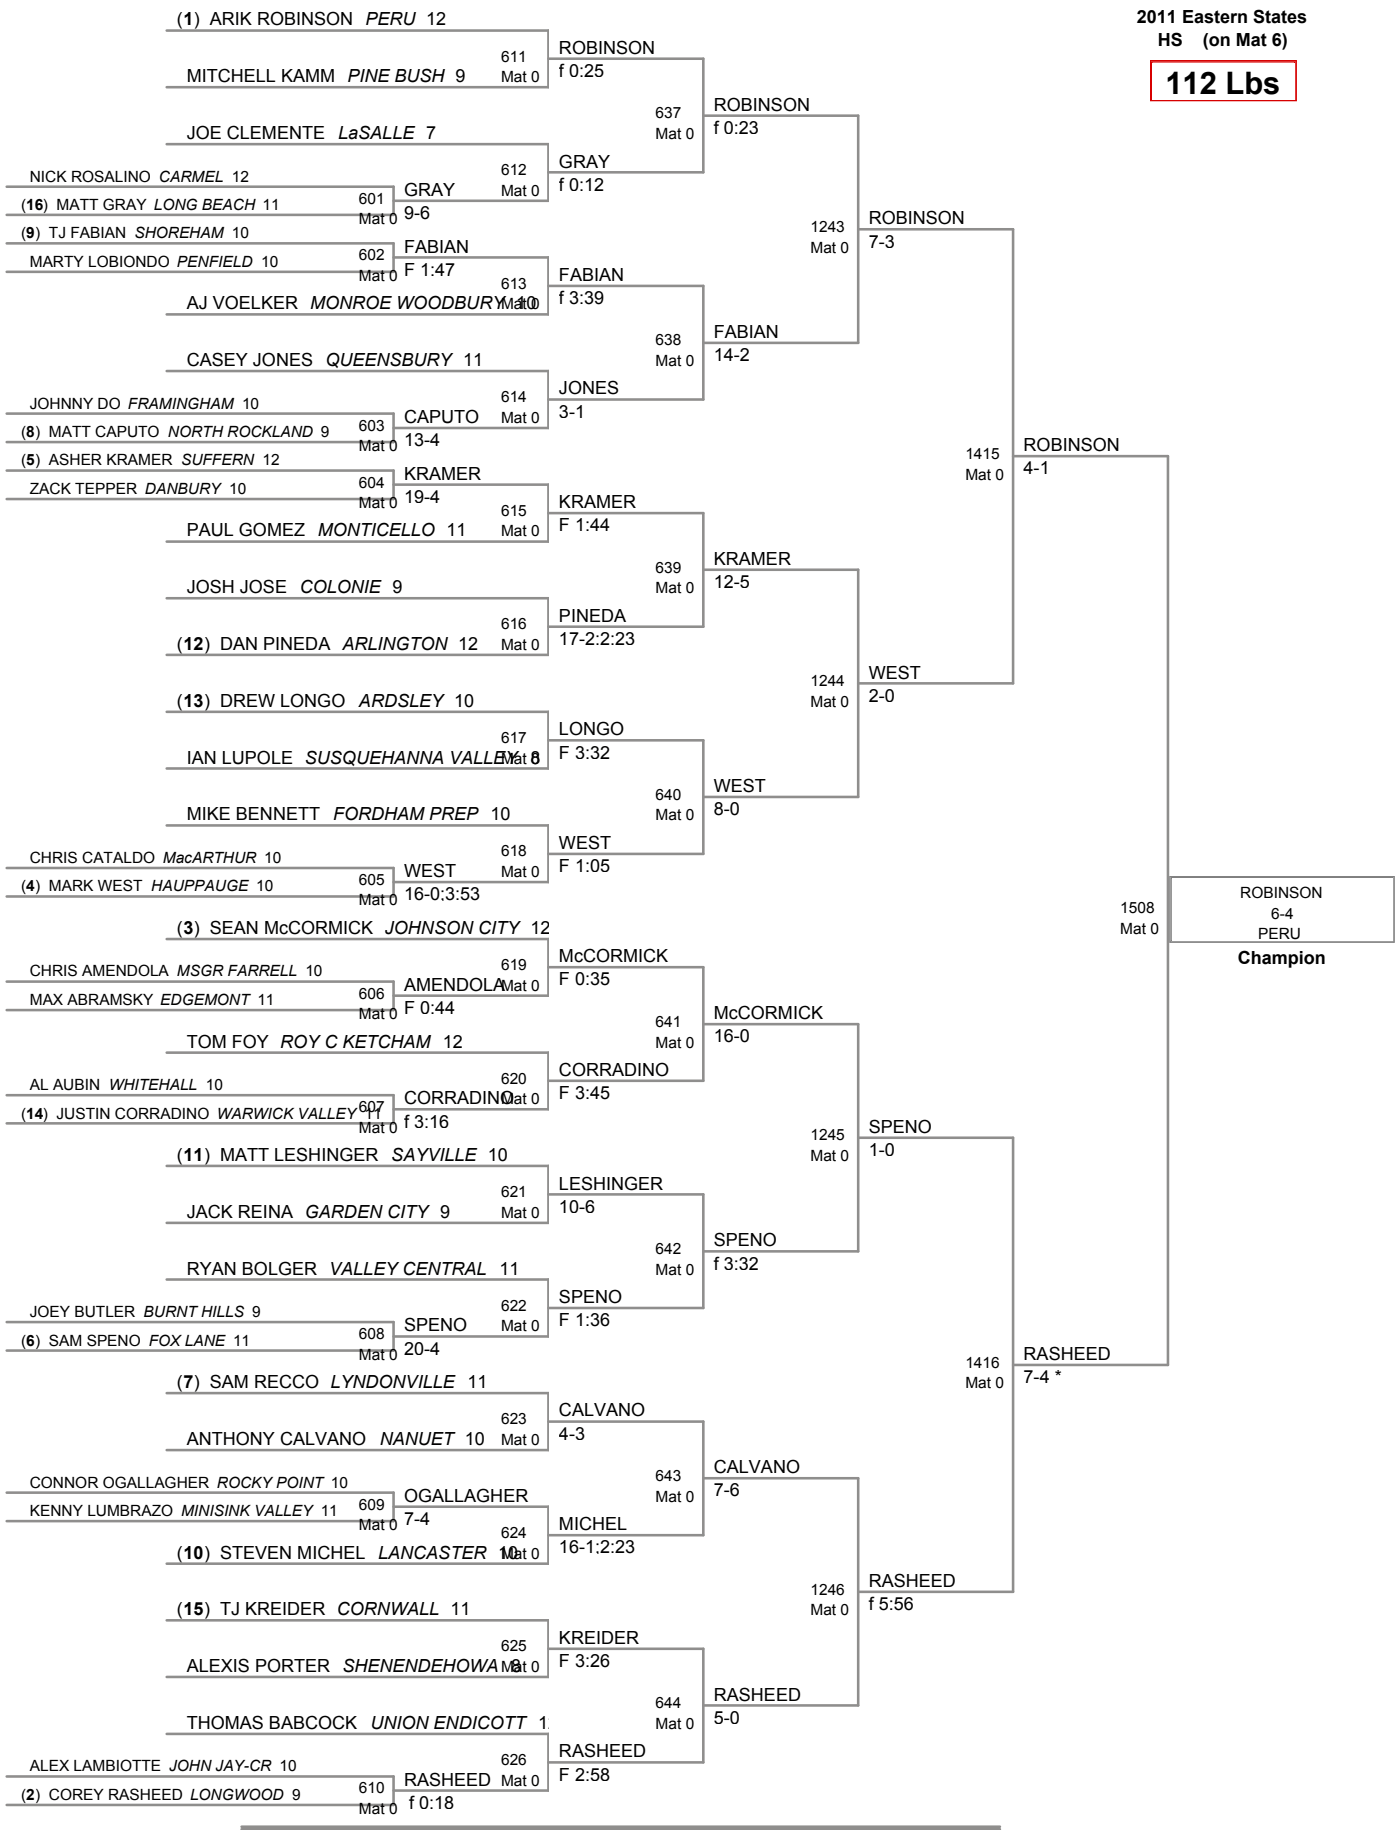 2011 Eastern States
HS (on Mat 6)
112 Lbs
(1) ARIK ROBINSON PERU 12
611
Mat 0
ROBINSON
f 0:25
MITCHELL KAMM PINE BUSH 9
637
Mat 0
ROBINSON
f 0:23
JOE CLEMENTE LaSALLE 7
612
Mat 0
GRAY
f 0:12
NICK ROSALINO CARMEL 12
601
Mat 0
GRAY
9-6
(16) MATT GRAY LONG BEACH 11
1243
Mat 0
ROBINSON
7-3
(9) TJ FABIAN SHOREHAM 10
602
Mat 0
FABIAN
F 1:47
MARTY LOBIONDO PENFIELD 10
613
Mat 0
FABIAN
f 3:39
AJ VOELKER MONROE WOODBURY 10
638
Mat 0
FABIAN
14-2
CASEY JONES QUEENSBURY 11
614
Mat 0
JONES
3-1
JOHNNY DO FRAMINGHAM 10
603
Mat 0
CAPUTO
13-4
(8) MATT CAPUTO NORTH ROCKLAND 9
1415
Mat 0
ROBINSON
4-1
(5) ASHER KRAMER SUFFERN 12
604
Mat 0
KRAMER
19-4
ZACK TEPPER DANBURY 10
615
Mat 0
KRAMER
F 1:44
PAUL GOMEZ MONTICELLO 11
639
Mat 0
KRAMER
12-5
JOSH JOSE COLONIE 9
616
Mat 0
PINEDA
17-2:2:23
(12) DAN PINEDA ARLINGTON 12
1244
Mat 0
WEST
2-0
(13) DREW LONGO ARDSLEY 10
617
Mat 0
LONGO
F 3:32
IAN LUPOLE SUSQUEHANNA VALLEY 8
640
Mat 0
WEST
8-0
MIKE BENNETT FORDHAM PREP 10
618
Mat 0
WEST
F 1:05
CHRIS CATALDO MacARTHUR 10
605
Mat 0
WEST
16-0;3:53
(4) MARK WEST HAUPPAUGE 10
1508
Mat 0
ROBINSON
6-4
PERU
Champion
(3) SEAN McCORMICK JOHNSON CITY 12
619
Mat 0
McCORMICK
F 0:35
CHRIS AMENDOLA MSGR FARRELL 10
606
Mat 0
AMENDOLA
F 0:44
MAX ABRAMSKY EDGEMONT 11
641
Mat 0
McCORMICK
16-0
TOM FOY ROY C KETCHAM 12
620
Mat 0
CORRADINO
F 3:45
AL AUBIN WHITEHALL 10
607
Mat 0
CORRADINO
f 3:16
(14) JUSTIN CORRADINO WARWICK VALLEY 11
1245
Mat 0
SPENO
1-0
(11) MATT LESHINGER SAYVILLE 10
621
Mat 0
LESHINGER
10-6
JACK REINA GARDEN CITY 9
642
Mat 0
SPENO
f 3:32
RYAN BOLGER VALLEY CENTRAL 11
622
Mat 0
SPENO
F 1:36
JOEY BUTLER BURNT HILLS 9
608
Mat 0
SPENO
20-4
(6) SAM SPENO FOX LANE 11
1416
Mat 0
RASHEED
7-4 *
(7) SAM RECCO LYNDONVILLE 11
623
Mat 0
CALVANO
4-3
ANTHONY CALVANO NANUET 10
643
Mat 0
CALVANO
7-6
CONNOR OGALLAGHER ROCKY POINT 10
609
Mat 0
OGALLAGHER
7-4
KENNY LUMBRAZO MINISINK VALLEY 11
624
Mat 0
MICHEL
16-1;2:23
(10) STEVEN MICHEL LANCASTER 10
1246
Mat 0
RASHEED
f 5:56
(15) TJ KREIDER CORNWALL 11
625
Mat 0
KREIDER
F 3:26
ALEXIS PORTER SHENENDEHOWA 8
644
Mat 0
RASHEED
5-0
THOMAS BABCOCK UNION ENDICOTT 1
626
Mat 0
RASHEED
F 2:58
ALEX LAMBIOTTE JOHN JAY-CR 10
610
Mat 0
RASHEED
f 0:18
(2) COREY RASHEED LONGWOOD 9